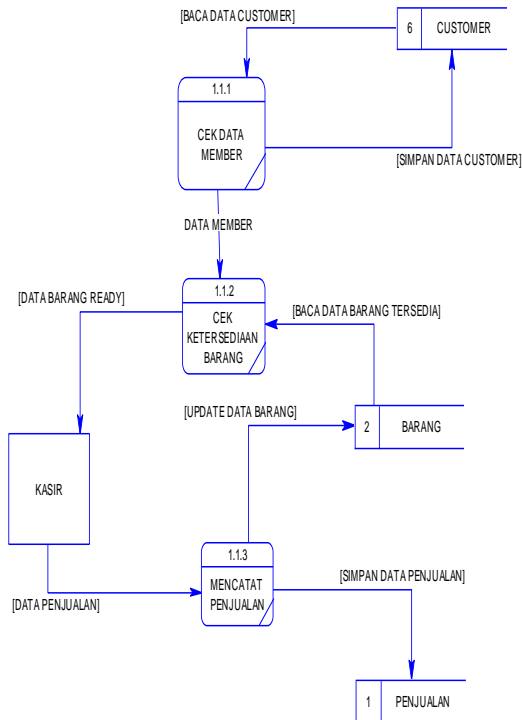 [BACA DATA CUSTOMER]
6 CUSTOMER
1.1.1
CEK DATA
MEMBER
[SIMPAN DATA CUSTOMER]
DATA MEMBER
1.1.2
CEK
KETERSEDIAAN
BARANG
[DATA BARANG READY]
[BACA DATA BARANG TERSEDIA]
[UPDATE DATA BARANG]
2 BARANG
KASIR
1.1.3
MENCATAT
PENJUALAN
[SIMPAN DATA PENJUALAN]
[DATA PENJUALAN]
1 PENJUALAN